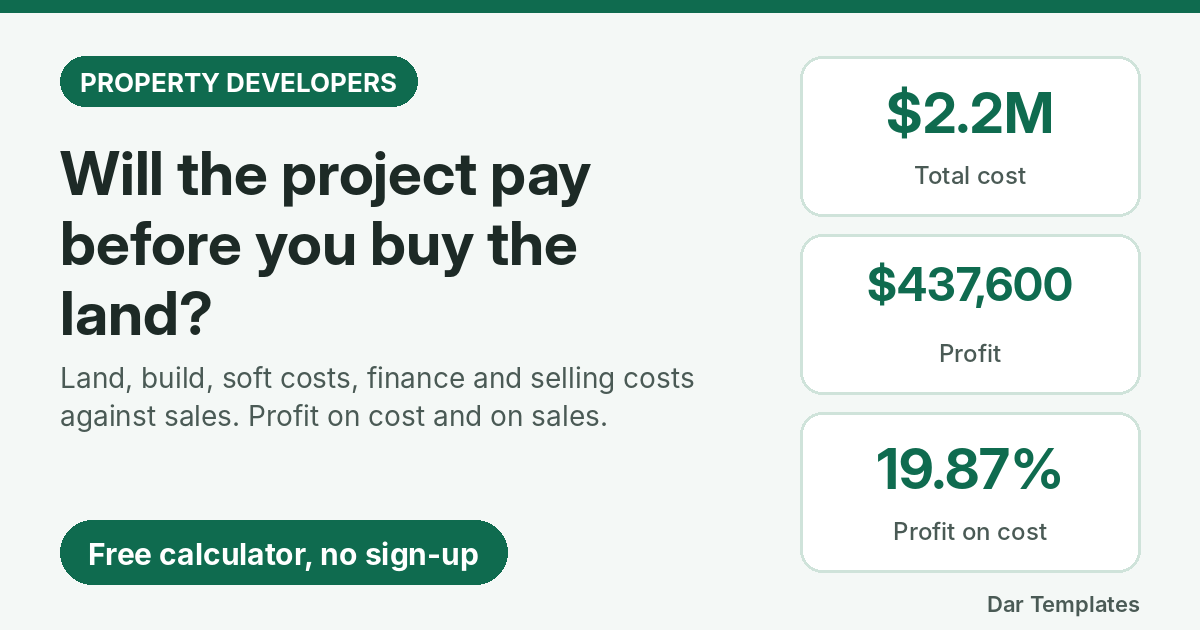 PROPERTY DEVELOPERS
Will the project pay
before you buy the
land?
Land, build, soft costs, finance and selling costs
against sales. Profit on cost and on sales.
Free calculator, no sign-up
$2.2M
Total cost
$437,600
Profit
19.87%
Profit on cost
Dar Templates